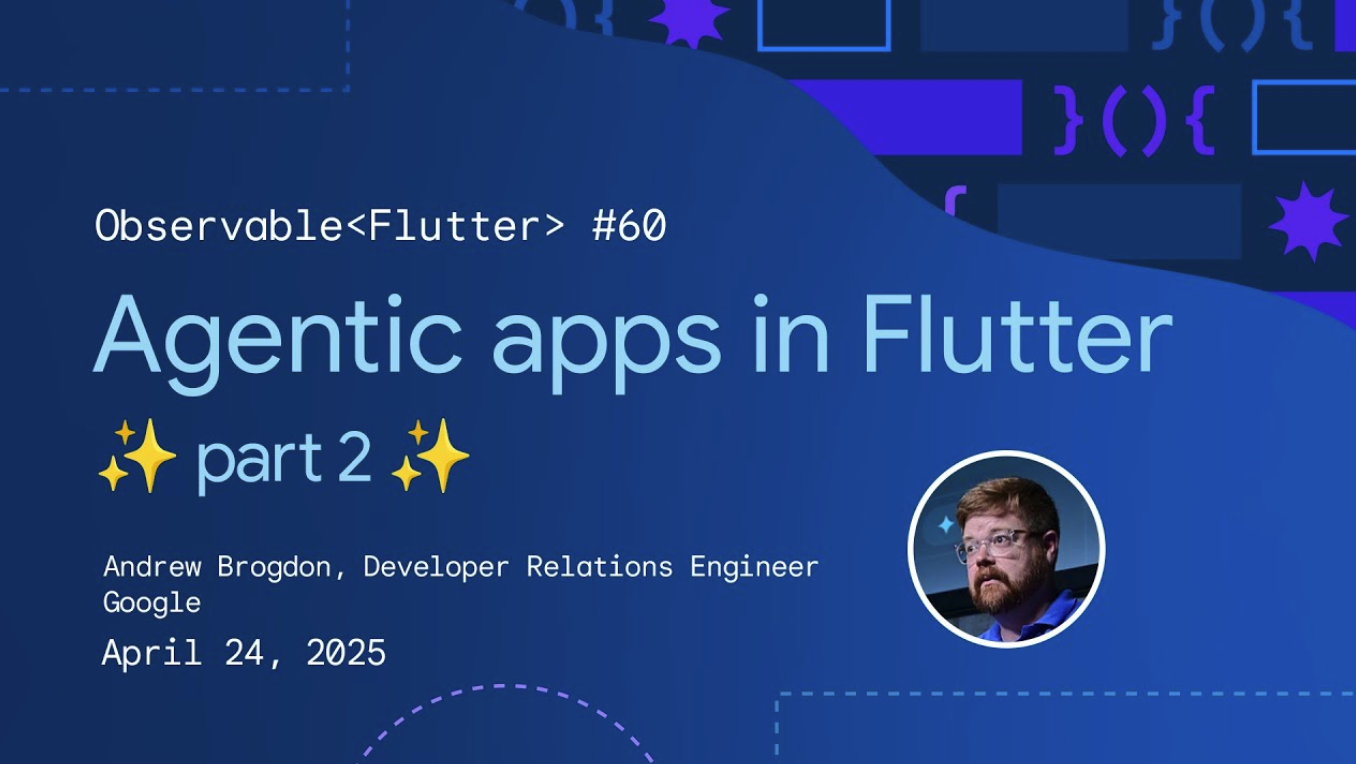 }(){
}(){
}(){
{
Observable<Flutter> #60
Agentic apps in Flutter
✨ part 2 ✨
Andrew Brogdon, Developer Relations Engineer
Google
April 24, 2025